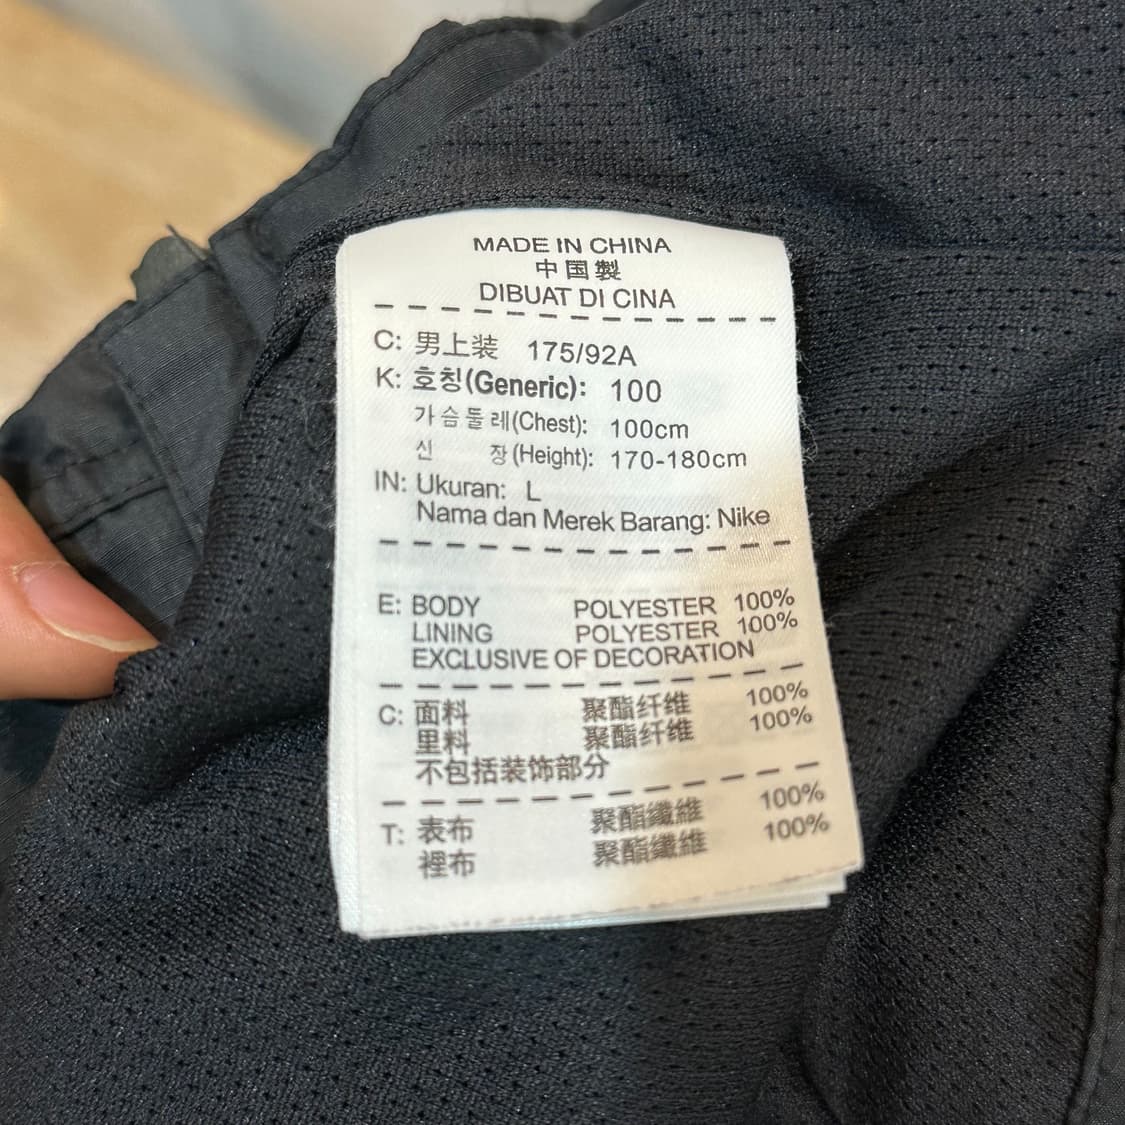 MADE IN CHINA
中国製
DIBUAT DI CINA
C: 男上装 175/92A
K: 호칭(Generic): 100
가슴둘레(Chest): 100cm
신 장(Height): 170-180cm
IN: Ukuran: L
Nama dan Merek Barang: Nike
E: BODY POLYESTER 100%
LINING POLYESTER 100%
EXCLUSIVE OF DECORATION
C: 面料 聚酯纤维 100%
里料 聚酯纤维 100%
不包括装饰部分
T: 表布 聚酯纖維 100%
裡布 聚酯纖維 100%